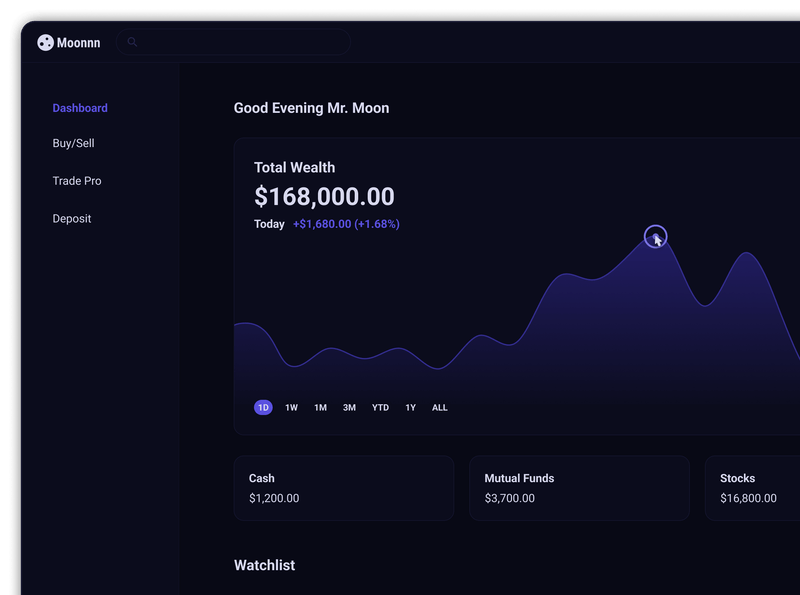 Moonnn
Dashboard
Buy/Sell
Trade Pro
Deposit
Good Evening Mr. Moon
Total Wealth
$168,000.00
Today +$1,680.00 (+1.68%)
1D 1W 1M 3M YTD 1Y ALL
Cash
$1,200.00
Mutual Funds
$3,700.00
Stocks
$16,800.00
Watchlist